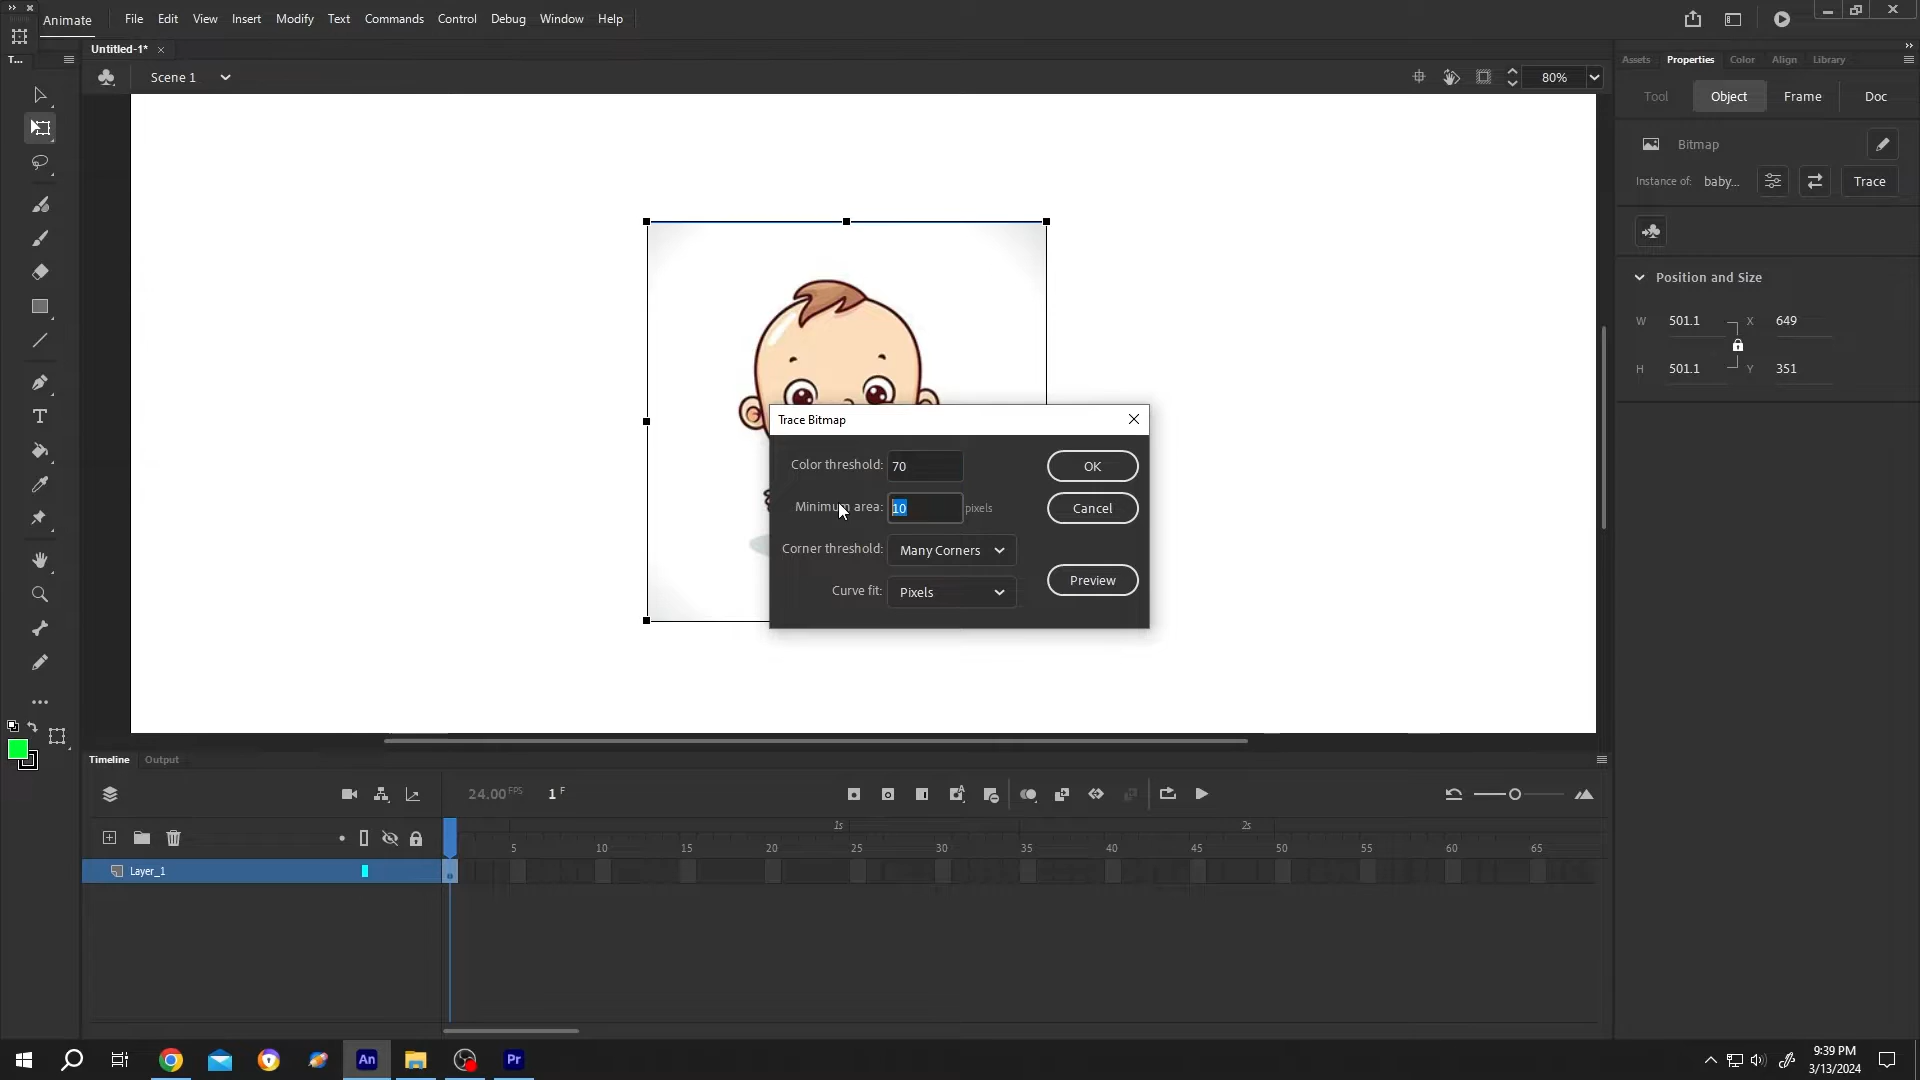 Animate File Edit View Insert Modify Text Commands Control Debug Window Help
T...
Untitled-1*
Scene 1
80%
Assets Properties Color Align Library
Tool Object Frame Doc
Bitmap
Instance of: baby... Trace
Position and Size
W 501.1 X 649
H 501.1 Y 351
Trace Bitmap
Color threshold: 70 OK
Minimum area: 10 pixels Cancel
Corner threshold: Many Corners
Preview
Curve fit: Pixels
Timeline Output
24.00 FPS 1 F
1s 2s
5 10 15 20 25 30 35 40 45 50 55 60 65
Layer_1
An Pr
9:39 PM
3/13/2024